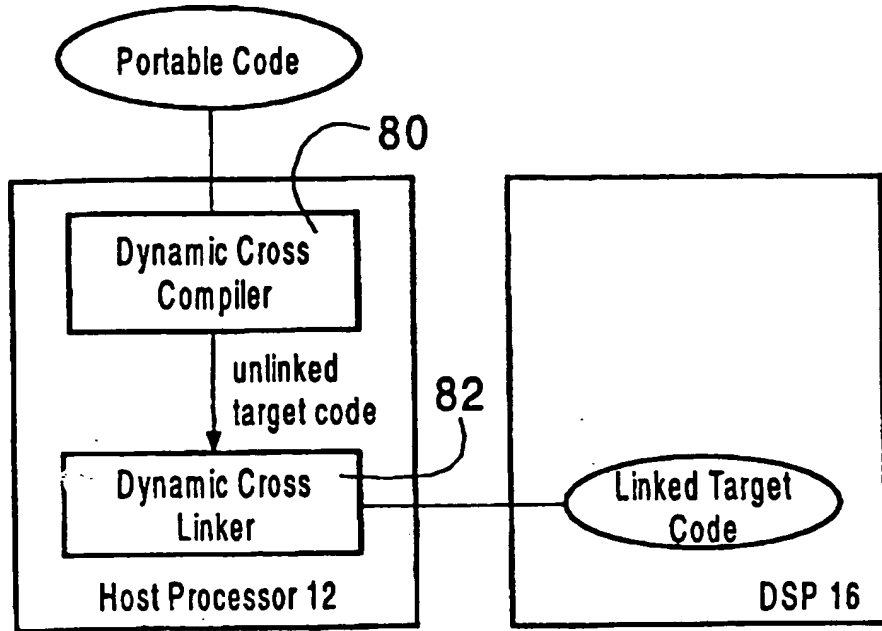 Portable Code
80
Dynamic Cross
Compiler
unlinked
target code
82
Dynamic Cross
Linker
Linked Target
Code
Host Processor 12
DSP 16